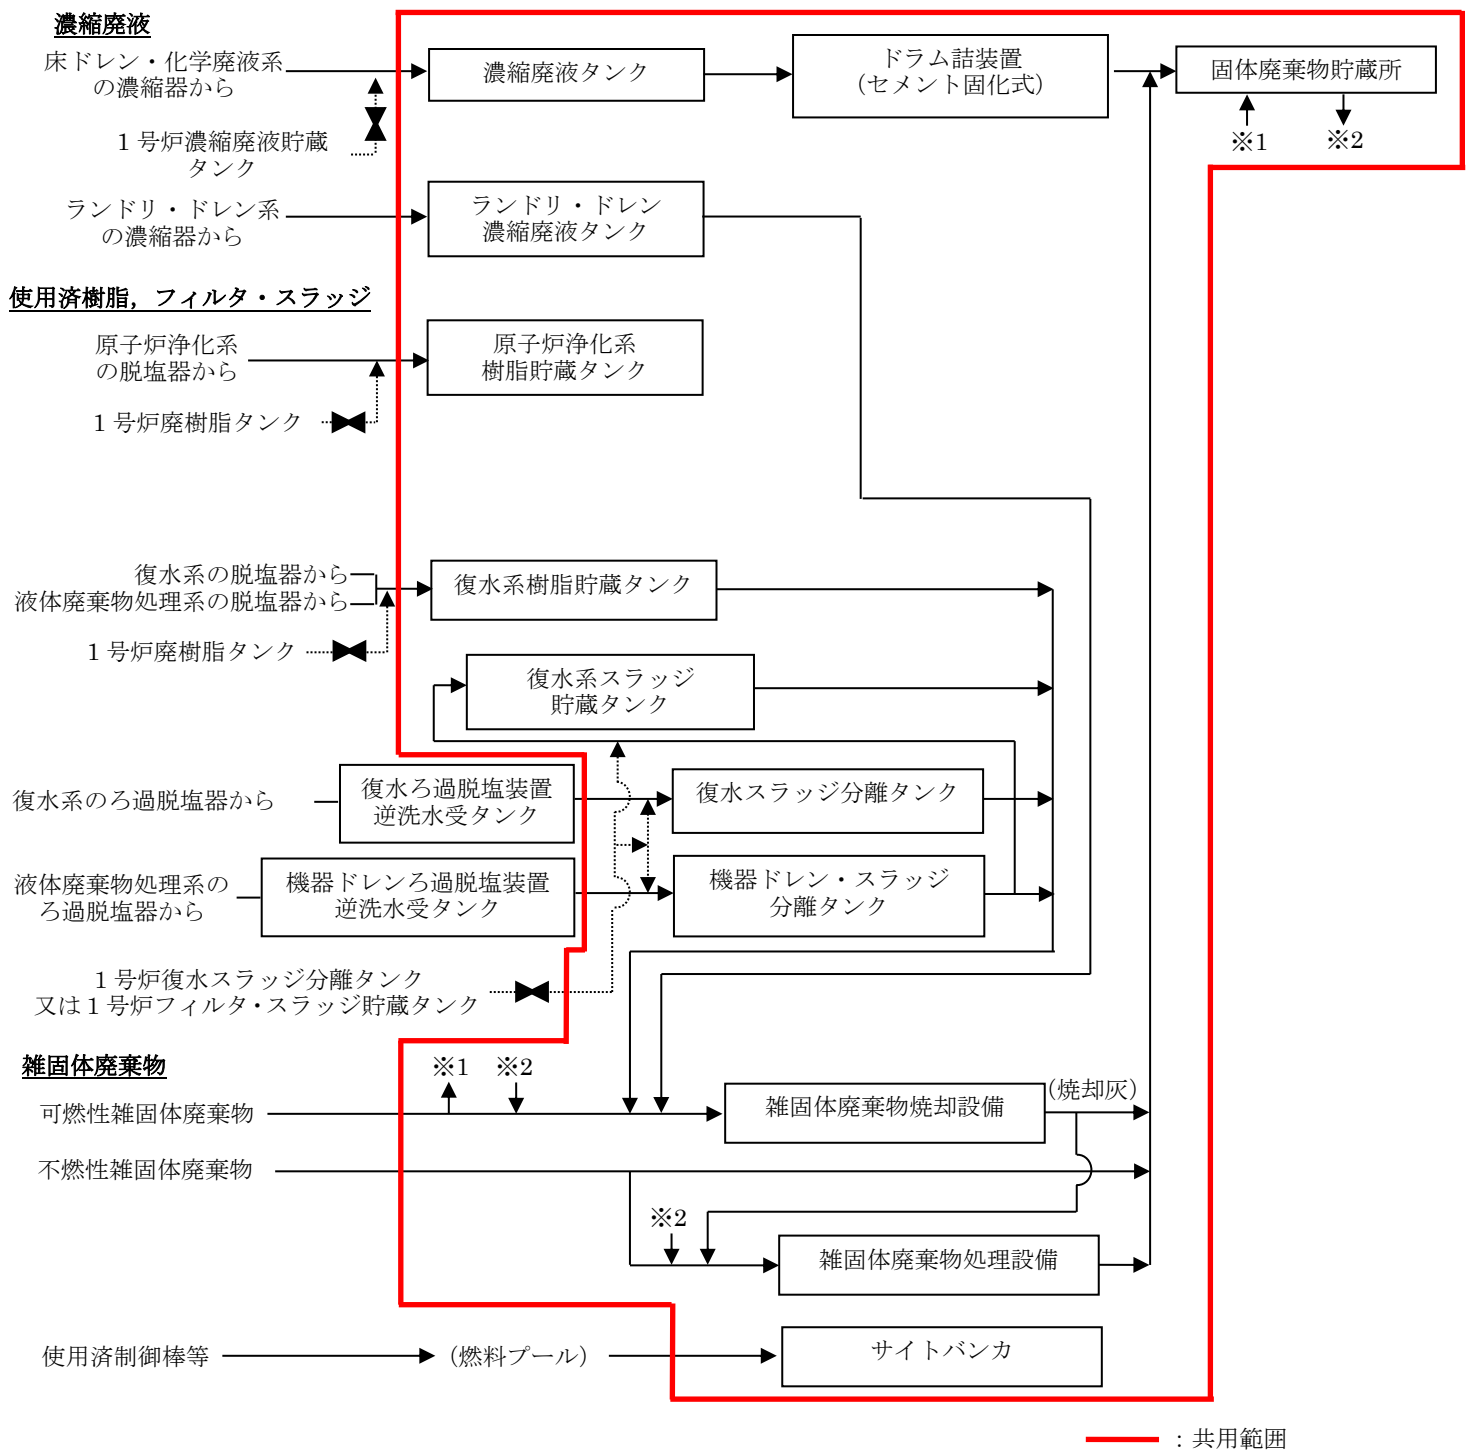 濃縮廃液
床ドレン・化学廃液系
の濃縮器から
濃縮廃液タンク
ドラム詰装置
(セメント固化式)
固体廃棄物貯蔵所
※1
※2
1号炉濃縮廃液貯蔵
タンク
ランドリ・ドレン系
の濃縮器から
ランドリ・ドレン
濃縮廃液タンク
使用済樹脂，フィルタ・スラッジ
原子炉浄化系
の脱塩器から
原子炉浄化系
樹脂貯蔵タンク
1号炉廃樹脂タンク
復水系の脱塩器から
液体廃棄物処理系の脱塩器から
復水系樹脂貯蔵タンク
1号炉廃樹脂タンク
復水系スラッジ
貯蔵タンク
復水系のろ過脱塩器から
復水ろ過脱塩装置
逆洗水受タンク
復水スラッジ分離タンク
液体廃棄物処理系の
ろ過脱塩器から
機器ドレンろ過脱塩装置
逆洗水受タンク
機器ドレン・スラッジ
分離タンク
1号炉復水スラッジ分離タンク
又は1号炉フィルタ・スラッジ貯蔵タンク
雑固体廃棄物
※1
※2
可燃性雑固体廃棄物
雑固体廃棄物焼却設備
(焼却灰)
不燃性雑固体廃棄物
※2
雑固体廃棄物処理設備
使用済制御棒等
(燃料プール)
サイトバンカ
：共用範囲